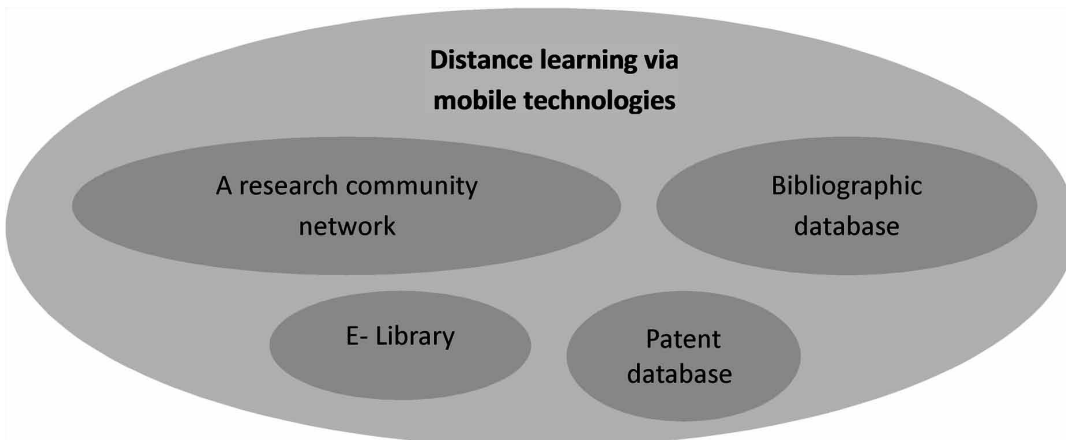 Distance learning via
mobile technologies
A research community
network
Bibliographic
database
E- Library
Patent
database